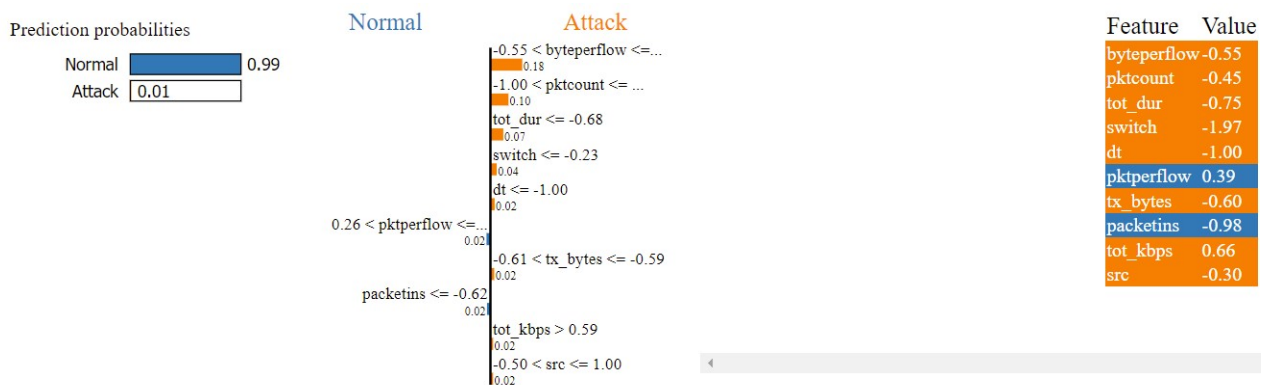 Prediction probabilities
Normal 0.99
Attack 0.01
Normal Attack
-0.55 < byteperflow <=...
0.18
-1.00 < pktcount <= ...
0.10
tot_dur <= -0.68
0.07
switch <= -0.23
0.04
dt <= -1.00
0.02
0.26 < pktperflow <=...
0.02
-0.61 < tx_bytes <= -0.59
0.02
packetins <= -0.62
0.02
tot_kbps > 0.59
0.02
-0.50 < src <= 1.00
0.02
Feature Value
byteperflow -0.55
pktcount -0.45
tot_dur -0.75
switch -1.97
dt -1.00
pktperflow 0.39
tx_bytes -0.60
packetins -0.98
tot_kbps 0.66
src -0.30